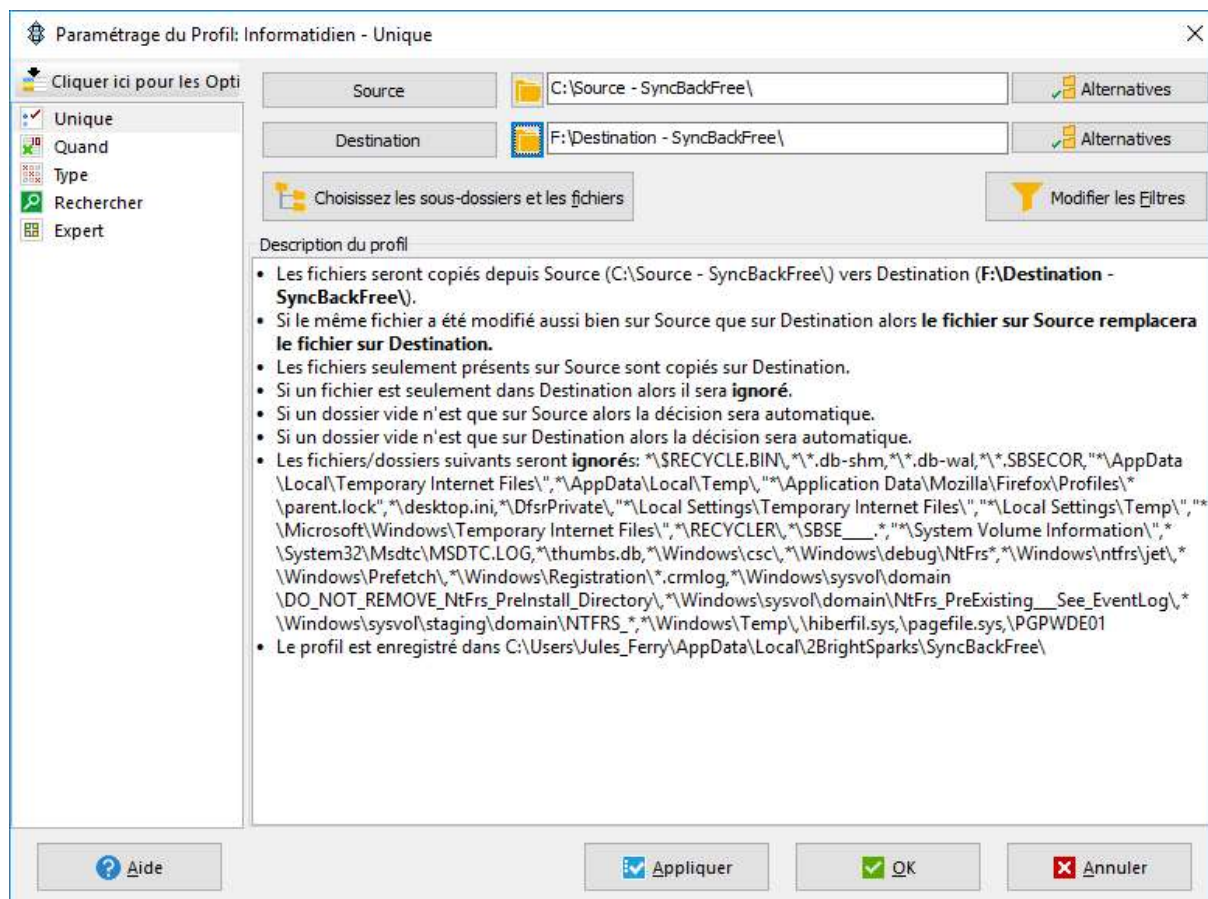 Paramétrage du Profil: Informatidien - Unique
Cliquer ici pour les Opti
Unique
Quand
Type
Rechercher
Expert
Source
C:\Source - SyncBackFree\
Alternatives
Destination
F:\Destination - SyncBackFree\
Alternatives
Choisissez les sous-dossiers et les fichiers
Modifier les Filtres
Description du profil
• Les fichiers seront copiés depuis Source (C:\Source - SyncBackFree\) vers Destination (F:\Destination -
SyncBackFree\).
• Si le même fichier a été modifié aussi bien sur Source que sur Destination alors le fichier sur Source remplacera
le fichier sur Destination.
• Les fichiers seulement présents sur Source sont copiés sur Destination.
• Si un fichier est seulement dans Destination alors il sera ignoré.
• Si un dossier vide n'est que sur Source alors la décision sera automatique.
• Si un dossier vide n'est que sur Destination alors la décision sera automatique.
• Les fichiers/dossiers suivants seront ignorés: *\$RECYCLE.BIN\,*\*.db-shm,*\*.db-wal,*\*.SBSECOR,"*\AppData
\Local\Temporary Internet Files\",*\AppData\Local\Temp\,"*\Application Data\Mozilla\Firefox\Profiles\*
\parent.lock",*\desktop.ini,*\DfsrPrivate\,"*\Local Settings\Temporary Internet Files\","*\Local Settings\Temp\","*
\Microsoft\Windows\Temporary Internet Files\",*\RECYCLER\,*\SBSE___.*,"*\System Volume Information\",*
\System32\Msdtc\MSDTC.LOG,*\thumbs.db,*\Windows\csc\,*\Windows\debug\NtFrs*,*\Windows\ntfrs\jet\,*
\Windows\Prefetch\,*\Windows\Registration\*.crmlog,*\Windows\sysvol\domain
\DO_NOT_REMOVE_NtFrs_PreInstall_Directory\,*\Windows\sysvol\domain\NtFrs_PreExisting___See_EventLog\,*
\Windows\sysvol\staging\domain\NTFRS_*,*\Windows\Temp\,\hiberfil.sys,\pagefile.sys,\PGPWDE01
• Le profil est enregistré dans C:\Users\Jules_Ferry\AppData\Local\2BrightSparks\SyncBackFree\
Aide
Appliquer
OK
Annuler